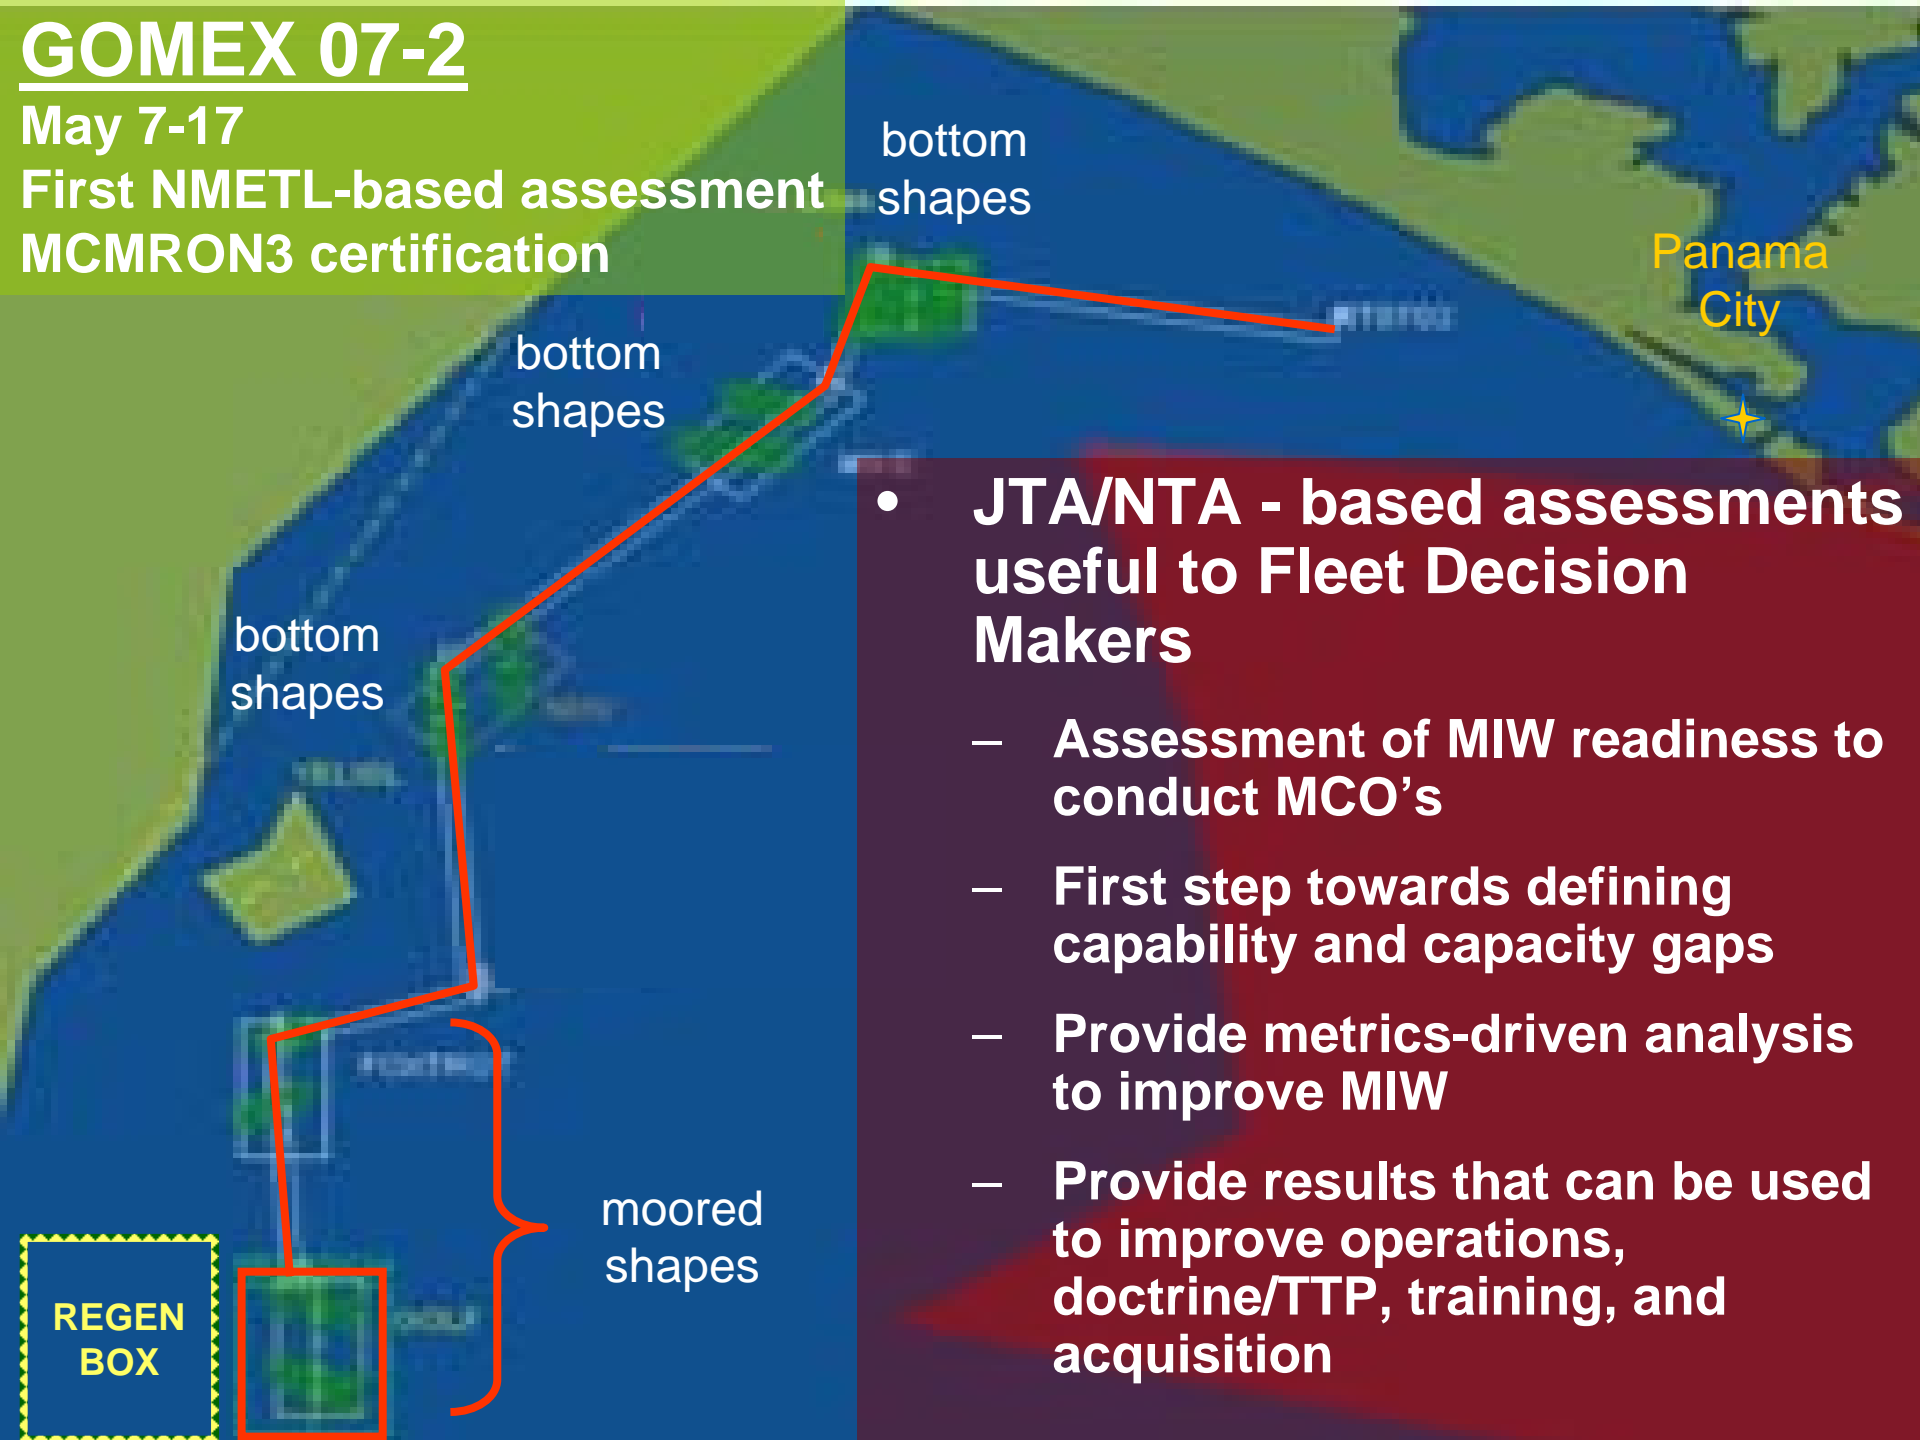 GOMEX 07-2
May 7-17
First NMETL-based assessment
MCMRON3 certification
bottom
shapes
Panama
City
bottom
shapes
bottom
shapes
• JTA/NTA - based assessments
useful to Fleet Decision
Makers
– Assessment of MIW readiness to
conduct MCO’s
– First step towards defining
capability and capacity gaps
– Provide metrics-driven analysis
to improve MIW
– Provide results that can be used
to improve operations,
doctrine/TTP, training, and
acquisition
FOXTROT
moored
shapes
REGEN
BOX